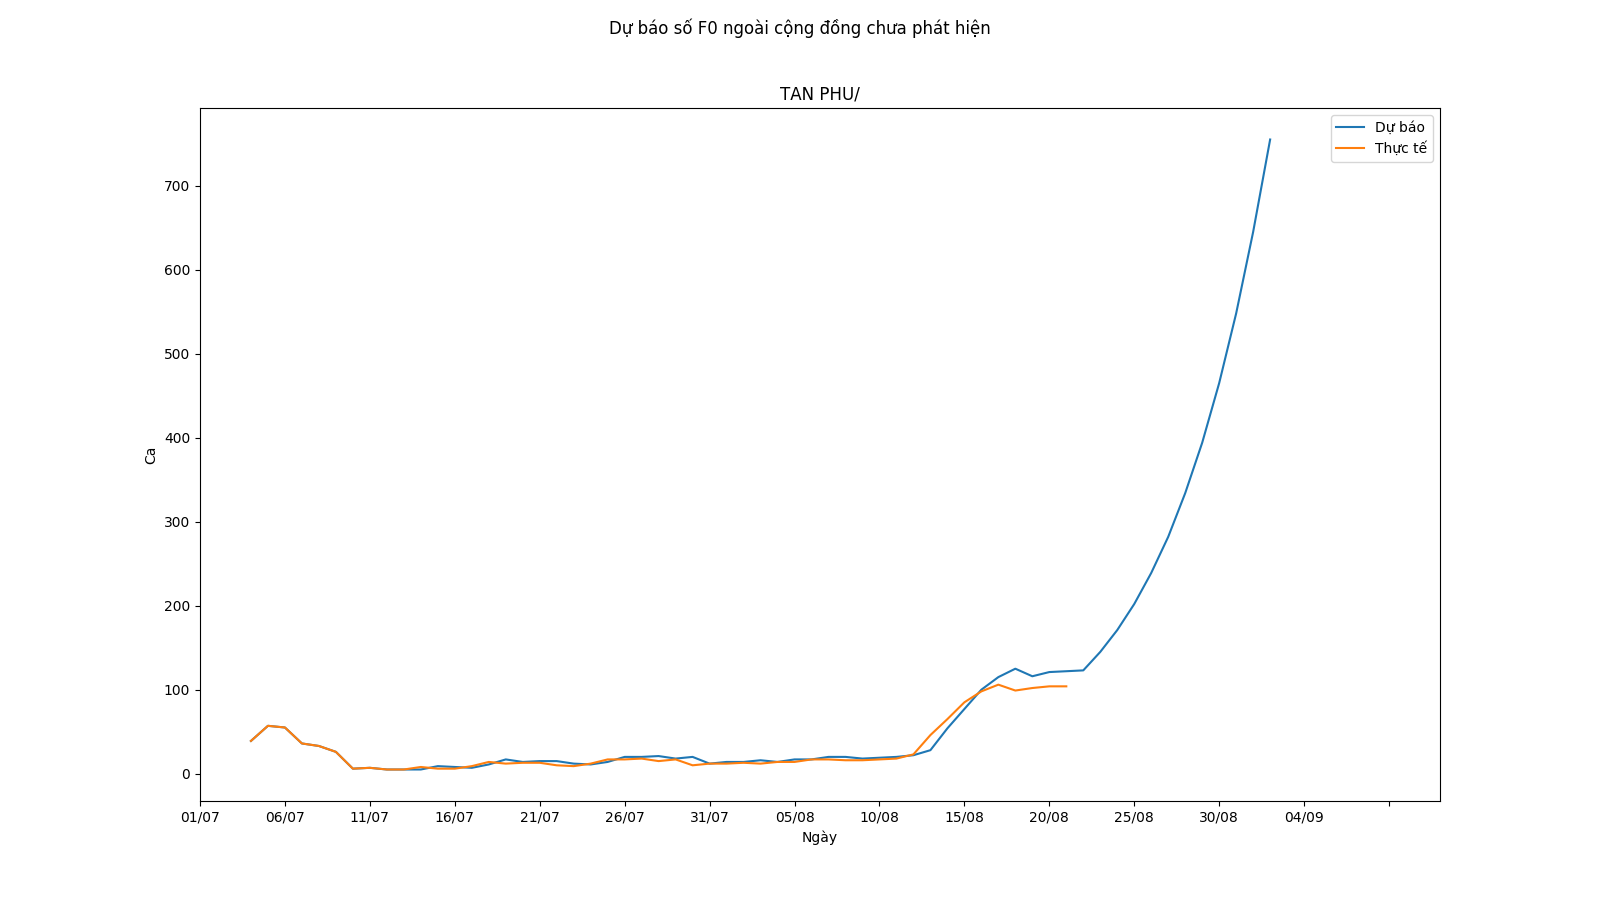 Dự báo số F0 ngoài cộng đồng chưa phát hiện
TAN PHU/
Dự báo
Thực tế
700
600
500
400
300
200
100
0
Ca
01/07 06/07 11/07 16/07 21/07 26/07 31/07 05/08 10/08 15/08 20/08 25/08 30/08 04/09
Ngày